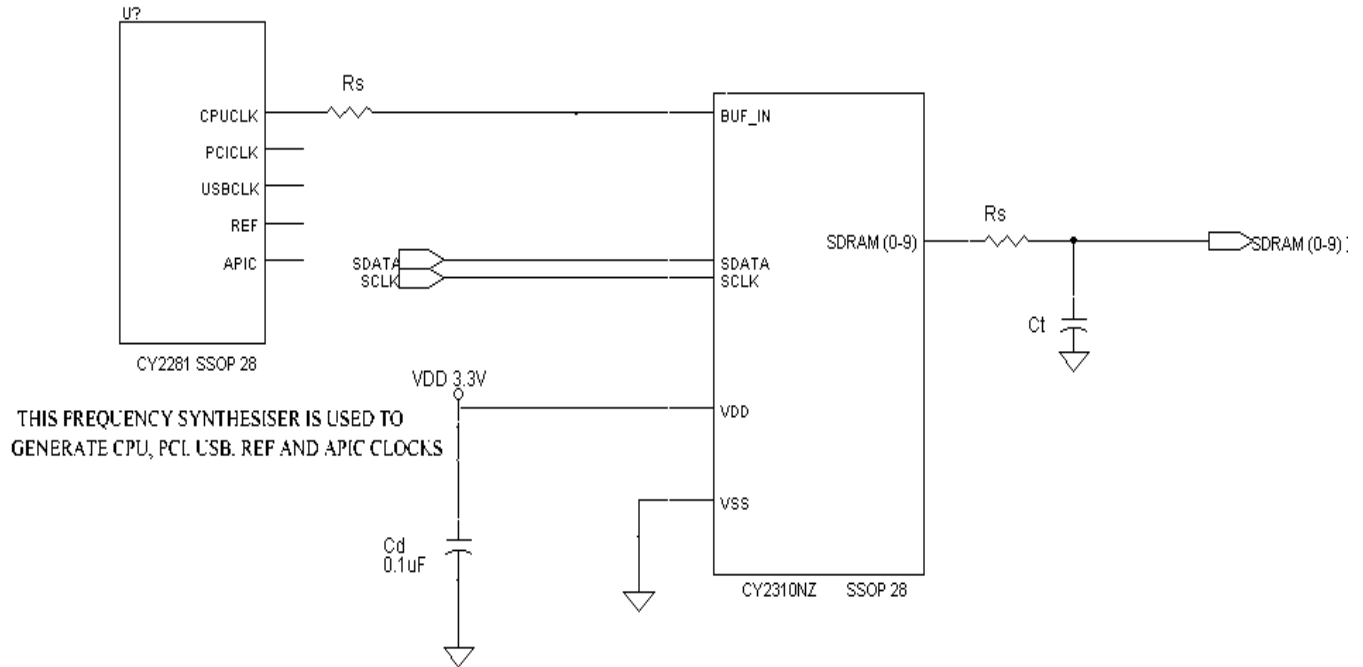 U?
CPUCLK
PCICLK
USBCLK
REF
APIC
CY2281 SSOP 28
Rs
BUF_IN
SDATA
SCLK
SDATA
SCLK
SDRAM (0-9)
Rs
SDRAM (0-9)
Ct
VDD 3.3V
VDD
THIS FREQUENCY SYNTHESISER IS USED TO
GENERATE CPU, PCI. USB. REF AND APIC CLOCKS
VSS
Cd
0.1uF
CY2310NZ SSOP 28